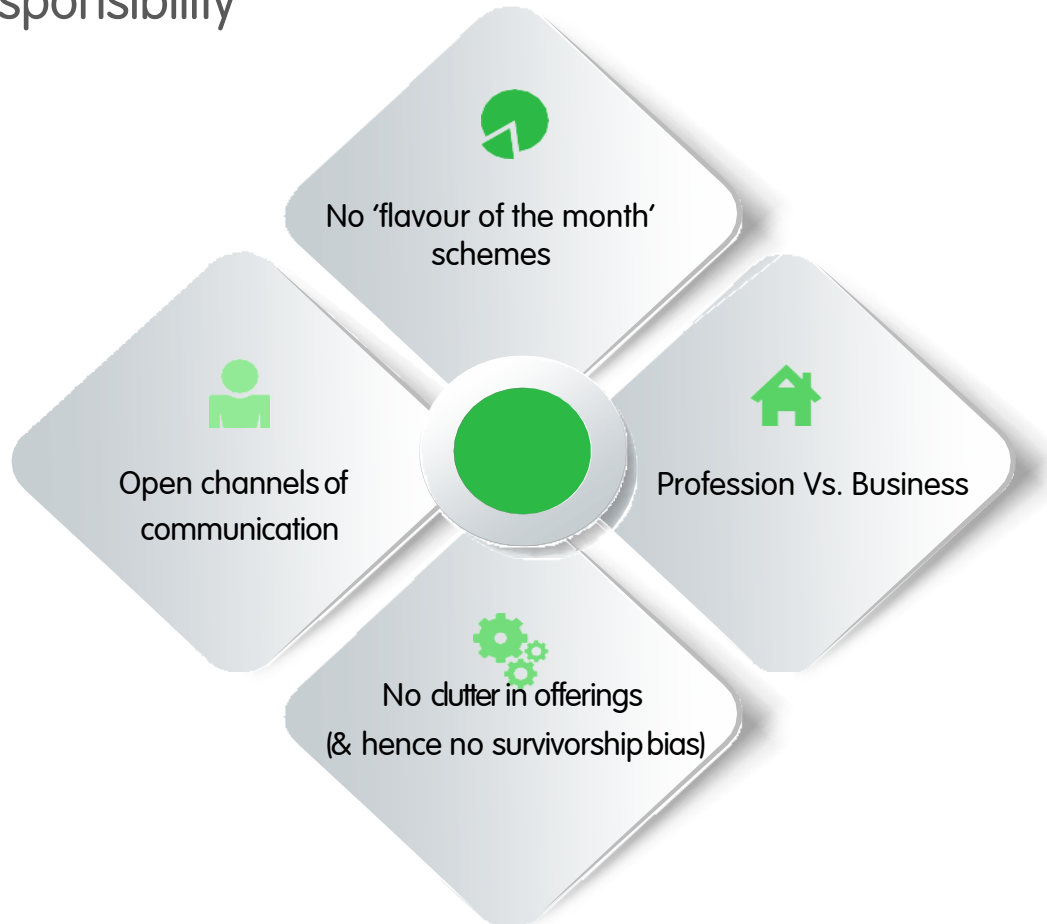 sponsibility
No ‘flavour of the month’
schemes
Open channels of
communication
Profession Vs. Business
No clutter in offerings
(& hence no survivorship bias)